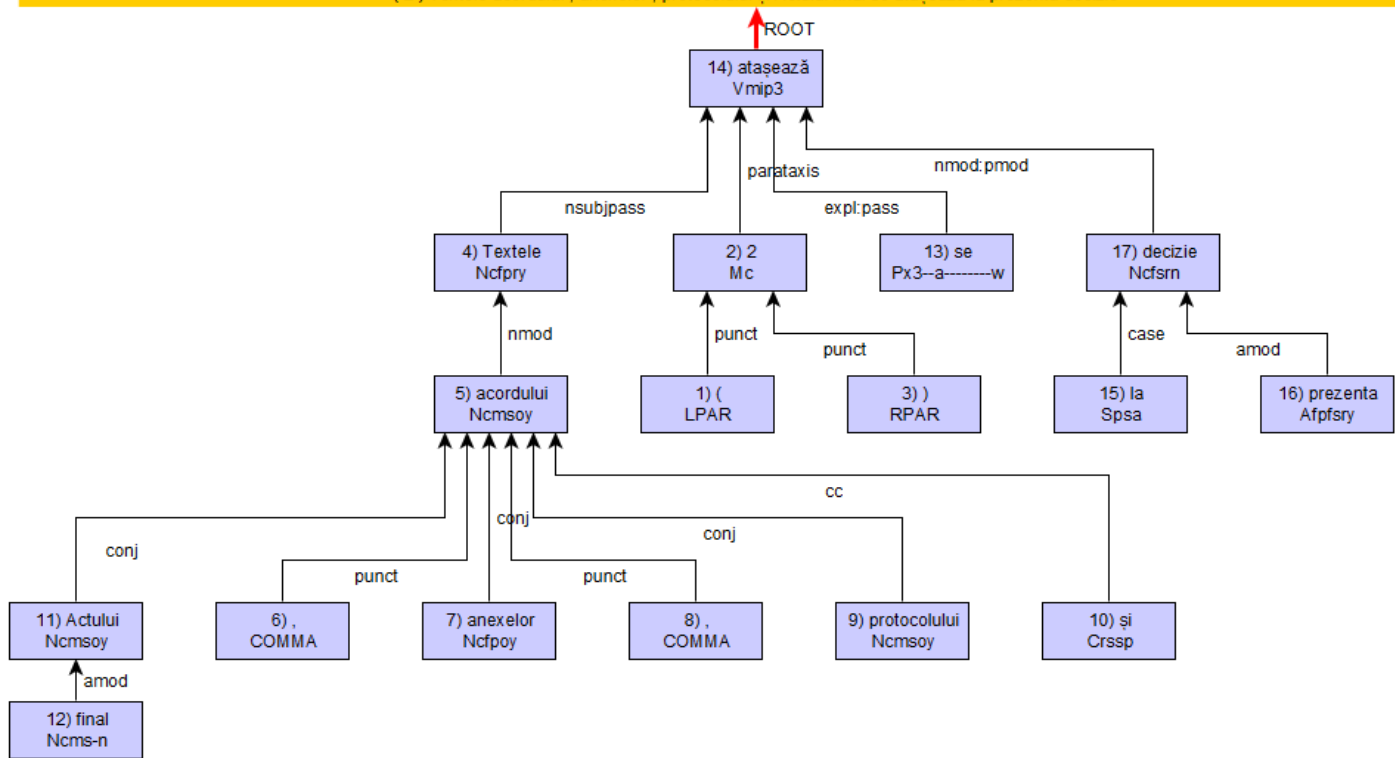 ROOT
14) atașează
Vmip3
parataxis
nmod:pmod
nsubjpass
expl:pass
4) Textele
Ncfpry
2) 2
Mc
13) se
Px3--a--------w
17) decizie
Ncfsrn
nmod
punct
punct
case
amod
5) acordului
Ncmsoy
1) (
LPAR
3) )
RPAR
15) la
Spsa
16) prezenta
Afpfsry
cc
conj
conj
conj
punct
punct
11) Actului
Ncmsoy
6) ,
COMMA
7) anexelor
Ncfpoy
8) ,
COMMA
9) protocolului
Ncmsoy
10) și
Crssp
amod
12) final
Ncms-n